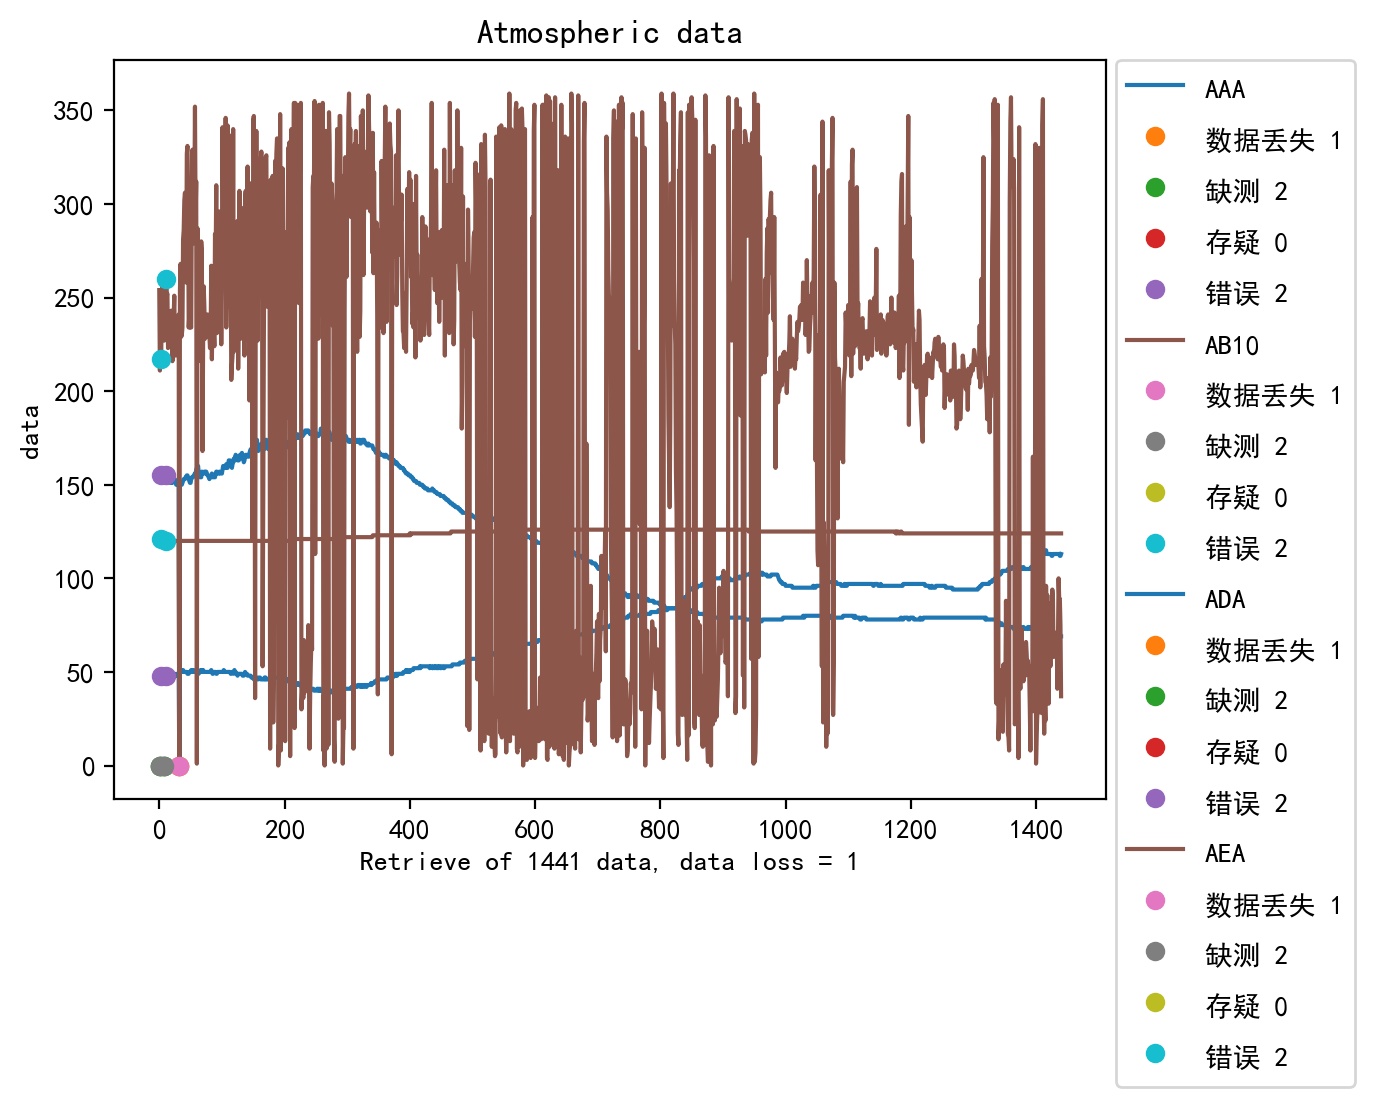 Atmospheric data
data
350
300
250
200
150
100
50
0
0 200 400 600 800 1000 1200 1400
Retrieve of 1441 data, data loss = 1
AAA
数据丢失 1
缺测 2
存疑 0
错误 2
AB10
数据丢失 1
缺测 2
存疑 0
错误 2
ADA
数据丢失 1
缺测 2
存疑 0
错误 2
AEA
数据丢失 1
缺测 2
存疑 0
错误 2